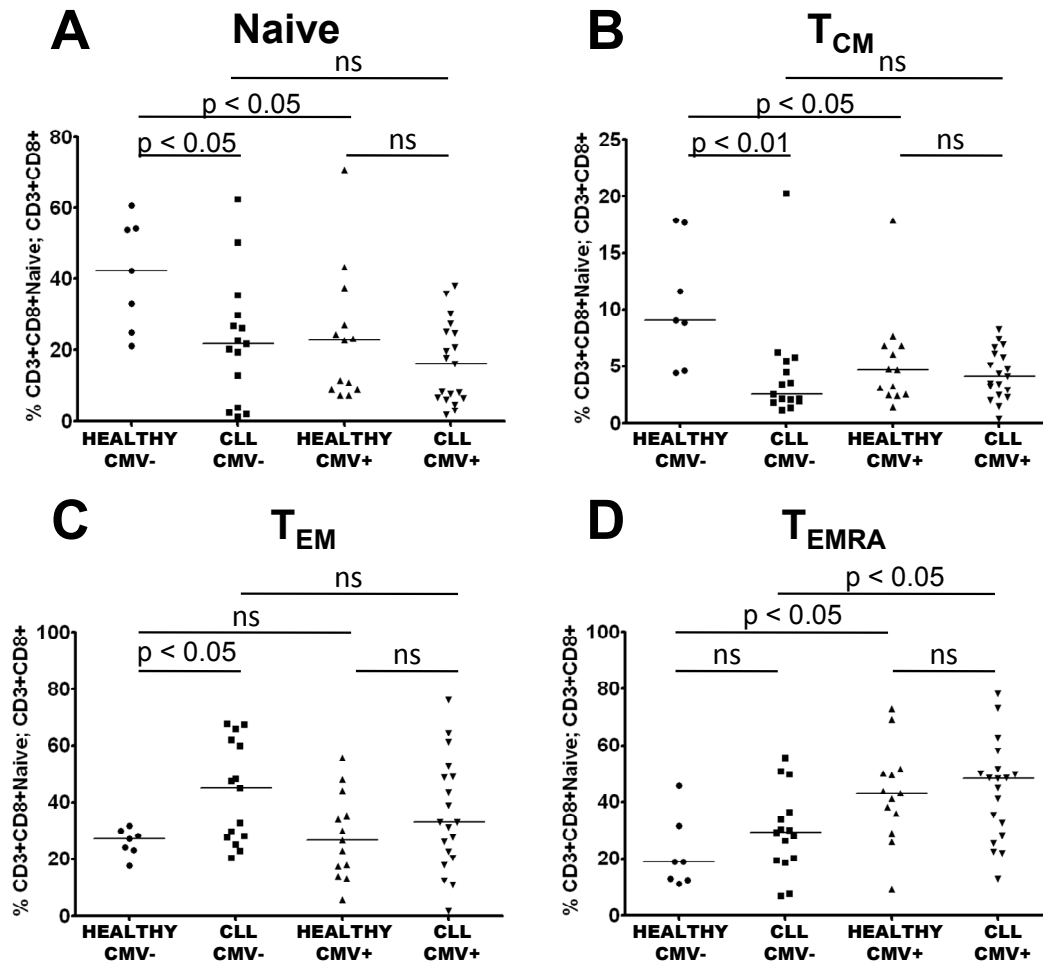 A Naive
ns
p < 0.05
p < 0.05 ns
% CD3+CD8+Naive; CD3+CD8+
80
60
40
20
0
HEALTHY CLL HEALTHY CLL
CMV- CMV- CMV+ CMV+
B TCM
ns
p < 0.05
p < 0.01 ns
% CD3+CD8+Naive; CD3+CD8+
25
20
15
10
5
0
HEALTHY CLL HEALTHY CLL
CMV- CMV- CMV+ CMV+
C TEM
ns
ns
p < 0.05 ns
% CD3+CD8+Naive; CD3+CD8+
100
80
60
40
20
0
HEALTHY CLL HEALTHY CLL
CMV- CMV- CMV+ CMV+
D TEMRA
p < 0.05
p < 0.05
ns ns
% CD3+CD8+Naive; CD3+CD8+
100
80
60
40
20
0
HEALTHY CLL HEALTHY CLL
CMV- CMV- CMV+ CMV+